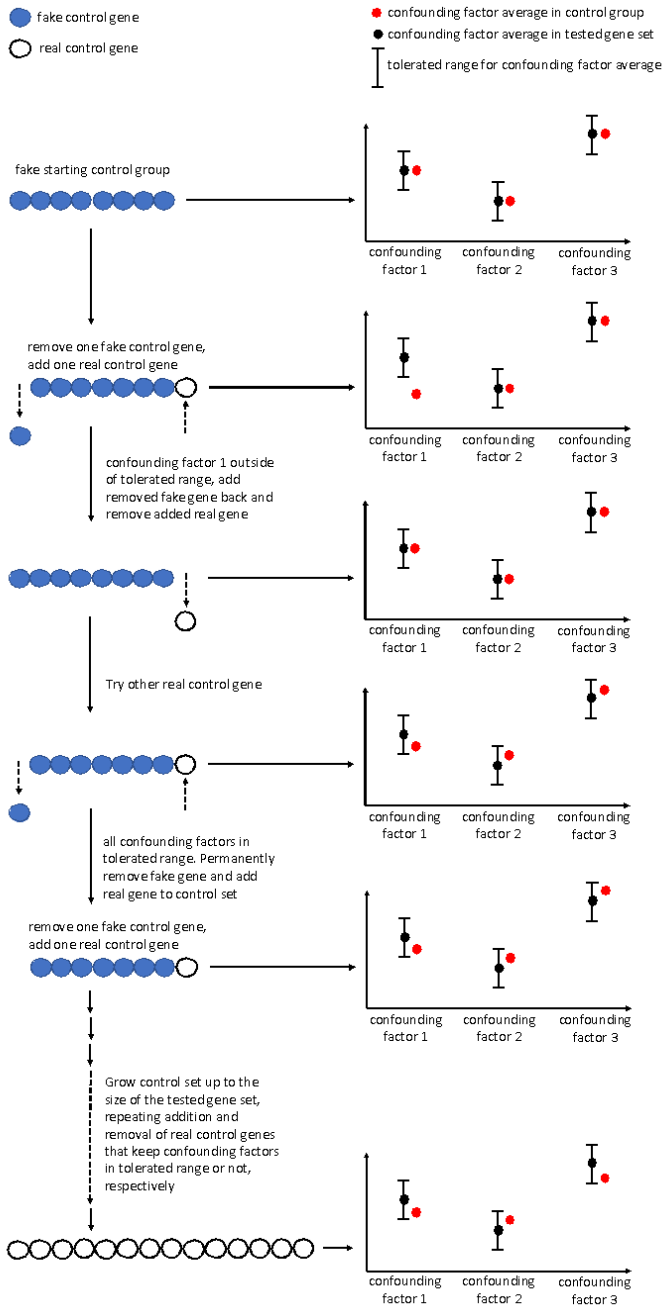 fake control gene
real control gene
confounding factor average in control group
confounding factor average in tested gene set
tolerated range for confounding factor average
fake starting control group
confounding
factor 1
confounding
factor 2
confounding
factor 3
remove one fake control gene,
add one real control gene
confounding
factor 1
confounding
factor 2
confounding
factor 3
confounding factor 1 outside
of tolerated range, add
removed fake gene back and
remove added real gene
confounding
factor 1
confounding
factor 2
confounding
factor 3
Try other real control gene
confounding
factor 1
confounding
factor 2
confounding
factor 3
all confounding factors in
tolerated range. Permanently
remove fake gene and add
real gene to control set
remove one fake control gene,
add one real control gene
confounding
factor 1
confounding
factor 2
confounding
factor 3
Grow control set up to the
size of the tested gene set,
repeating addition and
removal of real control genes
that keep confounding factors
in tolerated range or not,
respectively
confounding
factor 1
confounding
factor 2
confounding
factor 3